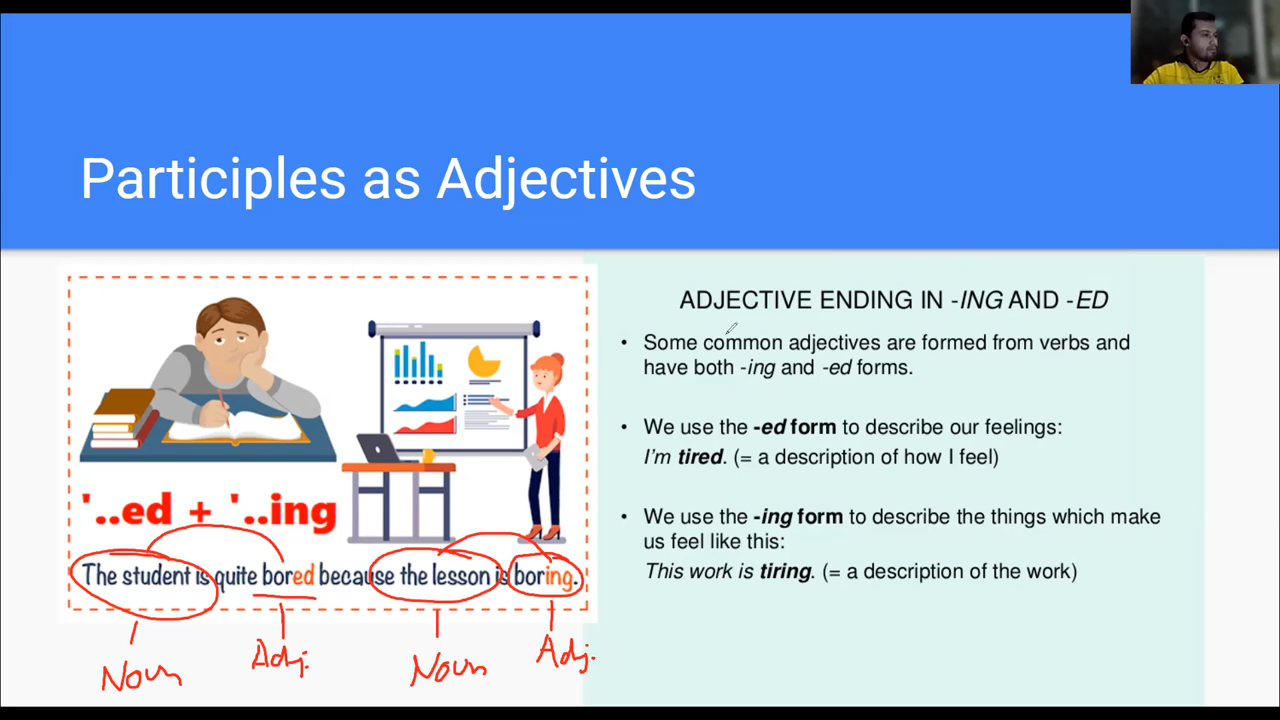 Participles as Adjectives
'..ed + '..ing
The student is quite bored because the lesson is boring.
Noun
Adj.
Noun
Adj.
ADJECTIVE ENDING IN -ING AND -ED
• Some common adjectives are formed from verbs and
have both -ing and -ed forms.
• We use the -ed form to describe our feelings:
I'm tired. (= a description of how I feel)
• We use the -ing form to describe the things which make
us feel like this:
This work is tiring. (= a description of the work)